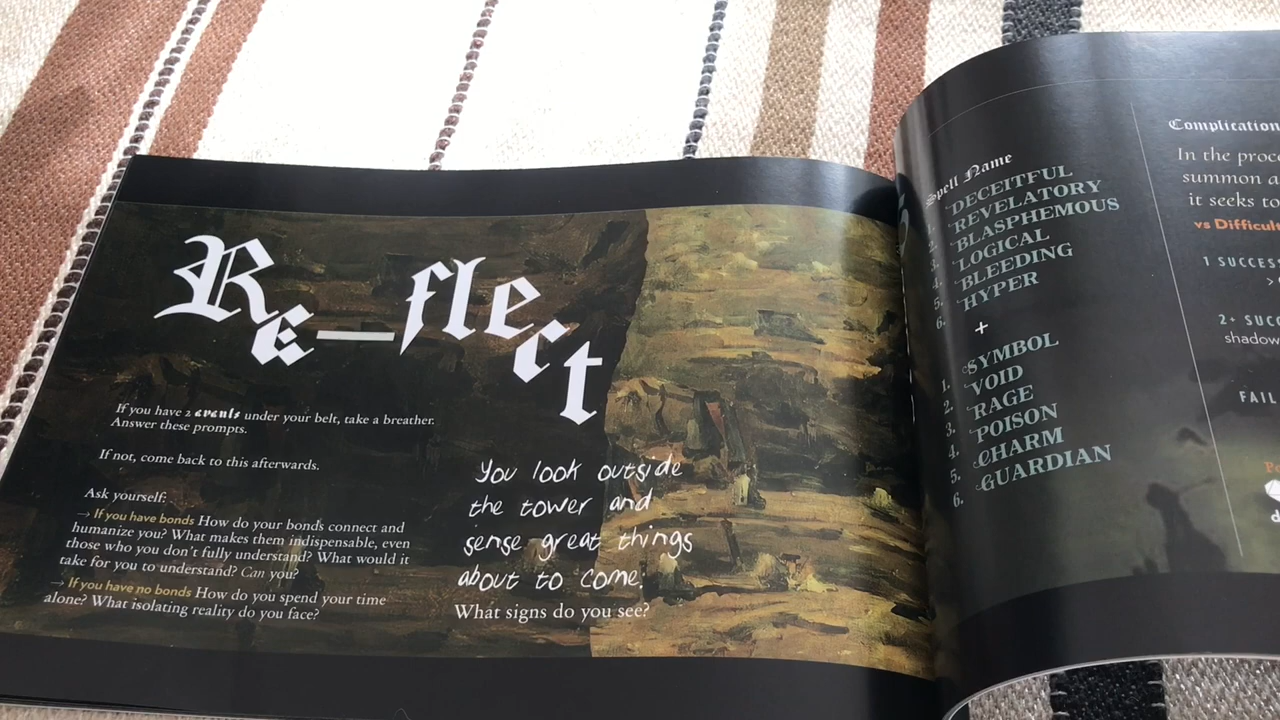 Re—flect
If you have 2 events under your belt, take a breather.
Answer these prompts.
If not, come back to this afterwards.
Ask yourself:
→ If you have bonds How do your bonds connect and
humanize you? What makes them indispensable, even
those who you don't fully understand? What would it
take for you to understand? Can you?
→ If you have no bonds How do you spend your time
alone? What isolating reality do you face?
You look outside
the tower and
sense great things
about to come.
What signs do you see?
Spell Name
1. DECEITFUL
2. REVELATORY
3. BLASPHEMOUS
4. LOGICAL
5. BLEEDING
6. HYPER
+
1. SYMBOL
2. VOID
3. RAGE
4. POISON
5. CHARM
6. GUARDIAN
Complication
In the proc
summon a
it seeks to
vs Difficult
1 SUCCESS
>
2+ SUCC
shadow
FAIL